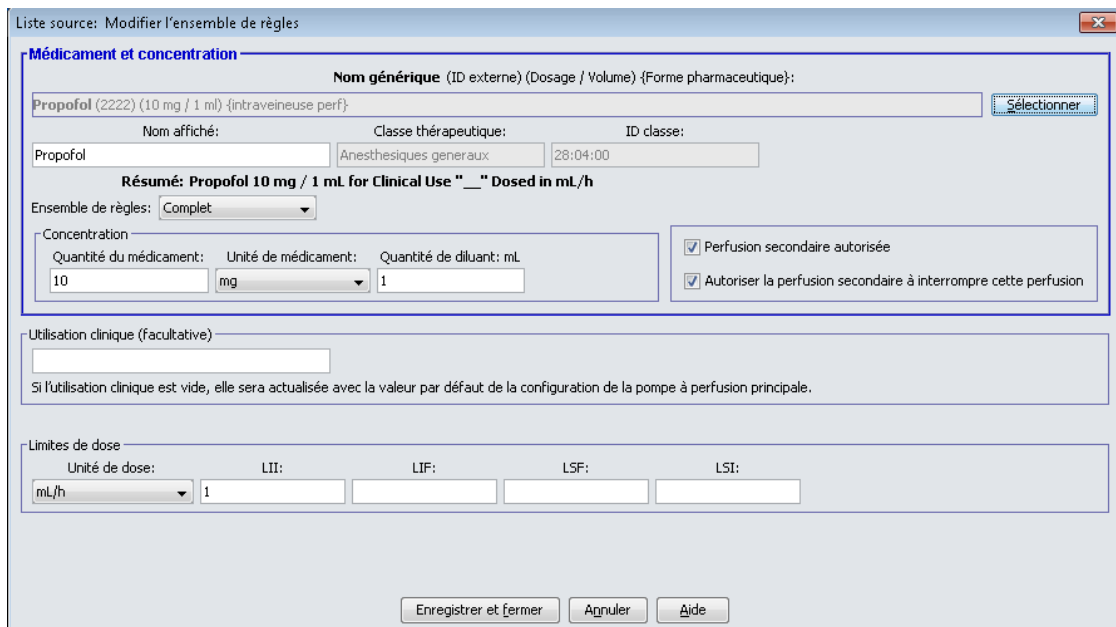 Liste source: Modifier l'ensemble de règles
Médicament et concentration
Nom générique (ID externe) (Dosage / Volume) {Forme pharmaceutique}:
Propofol (2222) (10 mg / 1 ml) {intraveineuse perf}
Sélectionner
Nom affiché: Classe thérapeutique: ID classe:
Propofol Anesthesiques generaux 28:04:00
Résumé: Propofol 10 mg / 1 mL for Clinical Use "__" Dosed in mL/h
Ensemble de règles: Complet
Concentration
Quantité du médicament: Unité de médicament: Quantité de diluant: mL
10 mg 1
Perfusion secondaire autorisée
Autoriser la perfusion secondaire à interrompre cette perfusion
Utilisation clinique (facultative)
Si l'utilisation clinique est vide, elle sera actualisée avec la valeur par défaut de la configuration de la pompe à perfusion principale.
Limites de dose
Unité de dose: LII: LIF: LSF: LSI:
mL/h 1
Enregistrer et fermer Annuler Aide